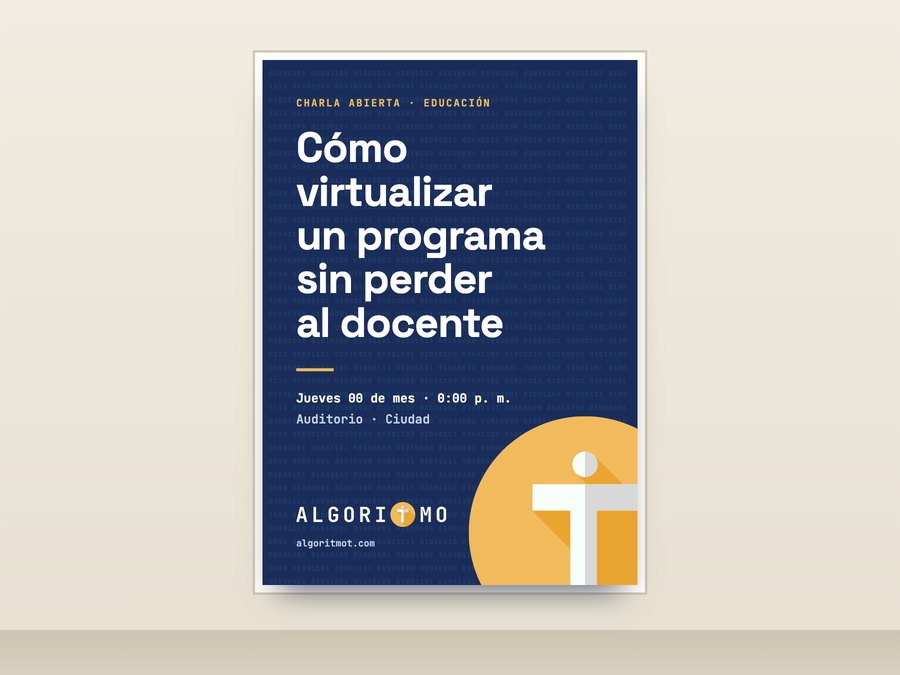 CHARLA ABIERTA · EDUCACIÓN
Cómo
virtualizar
un programa
sin perder
al docente
Jueves 00 de mes · 0:00 p. m.
Auditorio · Ciudad
ALGORITMO
algoritmot.com